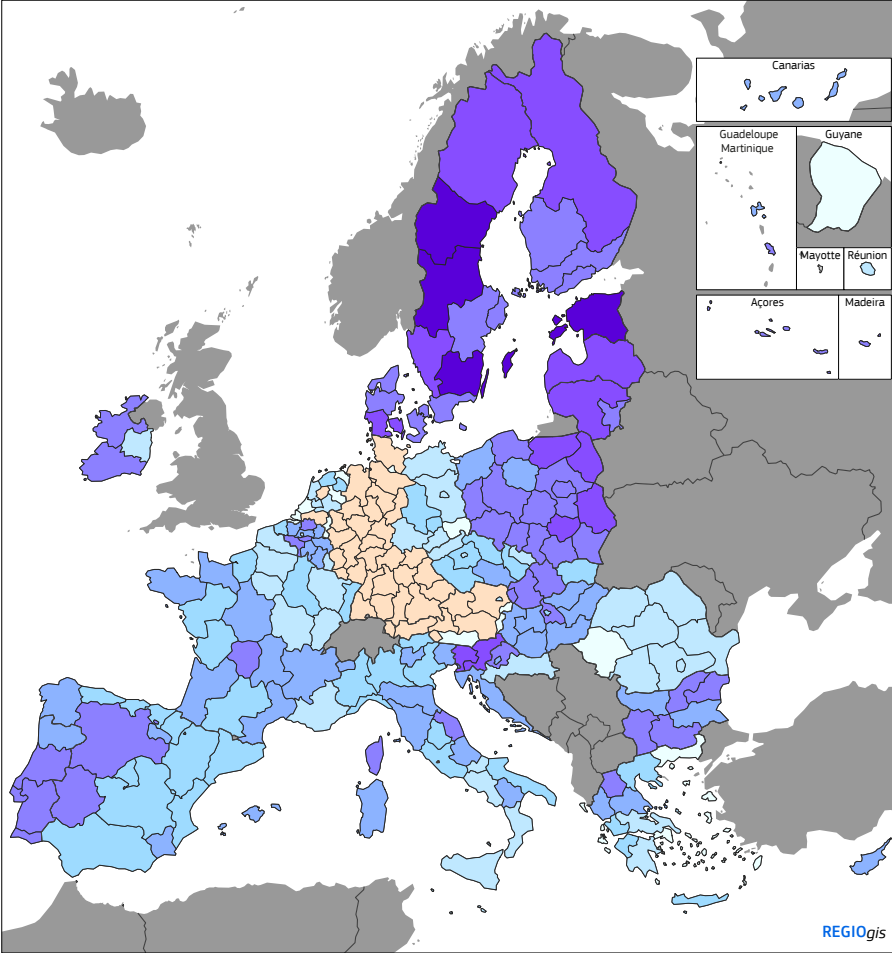 Canarias
Guadeloupe
Martinique
Guyane
Mayotte
Réunion
Açores
Madeira
REGIOgis